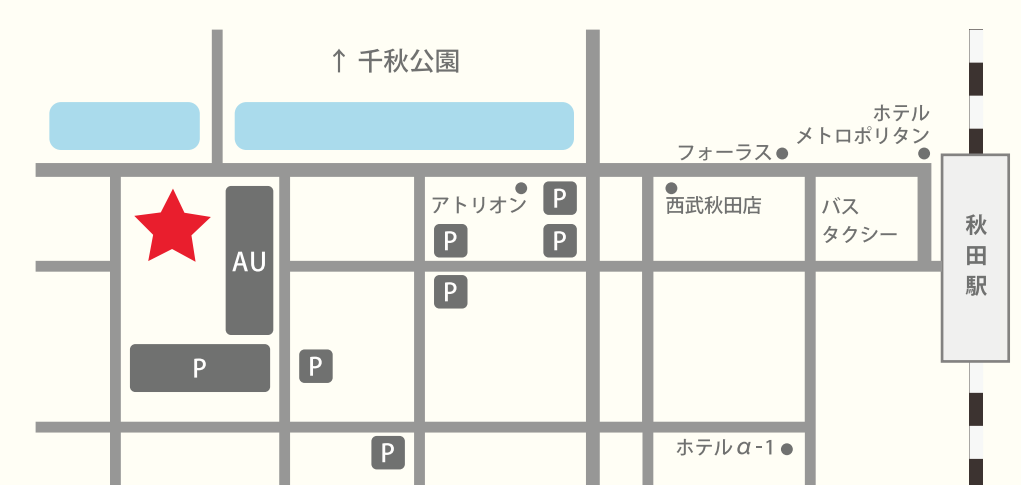 ↑ 千秋公園
ホテル
メトロポリタン
フォーラス
アトリオン
P
西武秋田店
バス
タクシー
P
P
AU
秋田駅
P
P
P
ホテルα-1
P